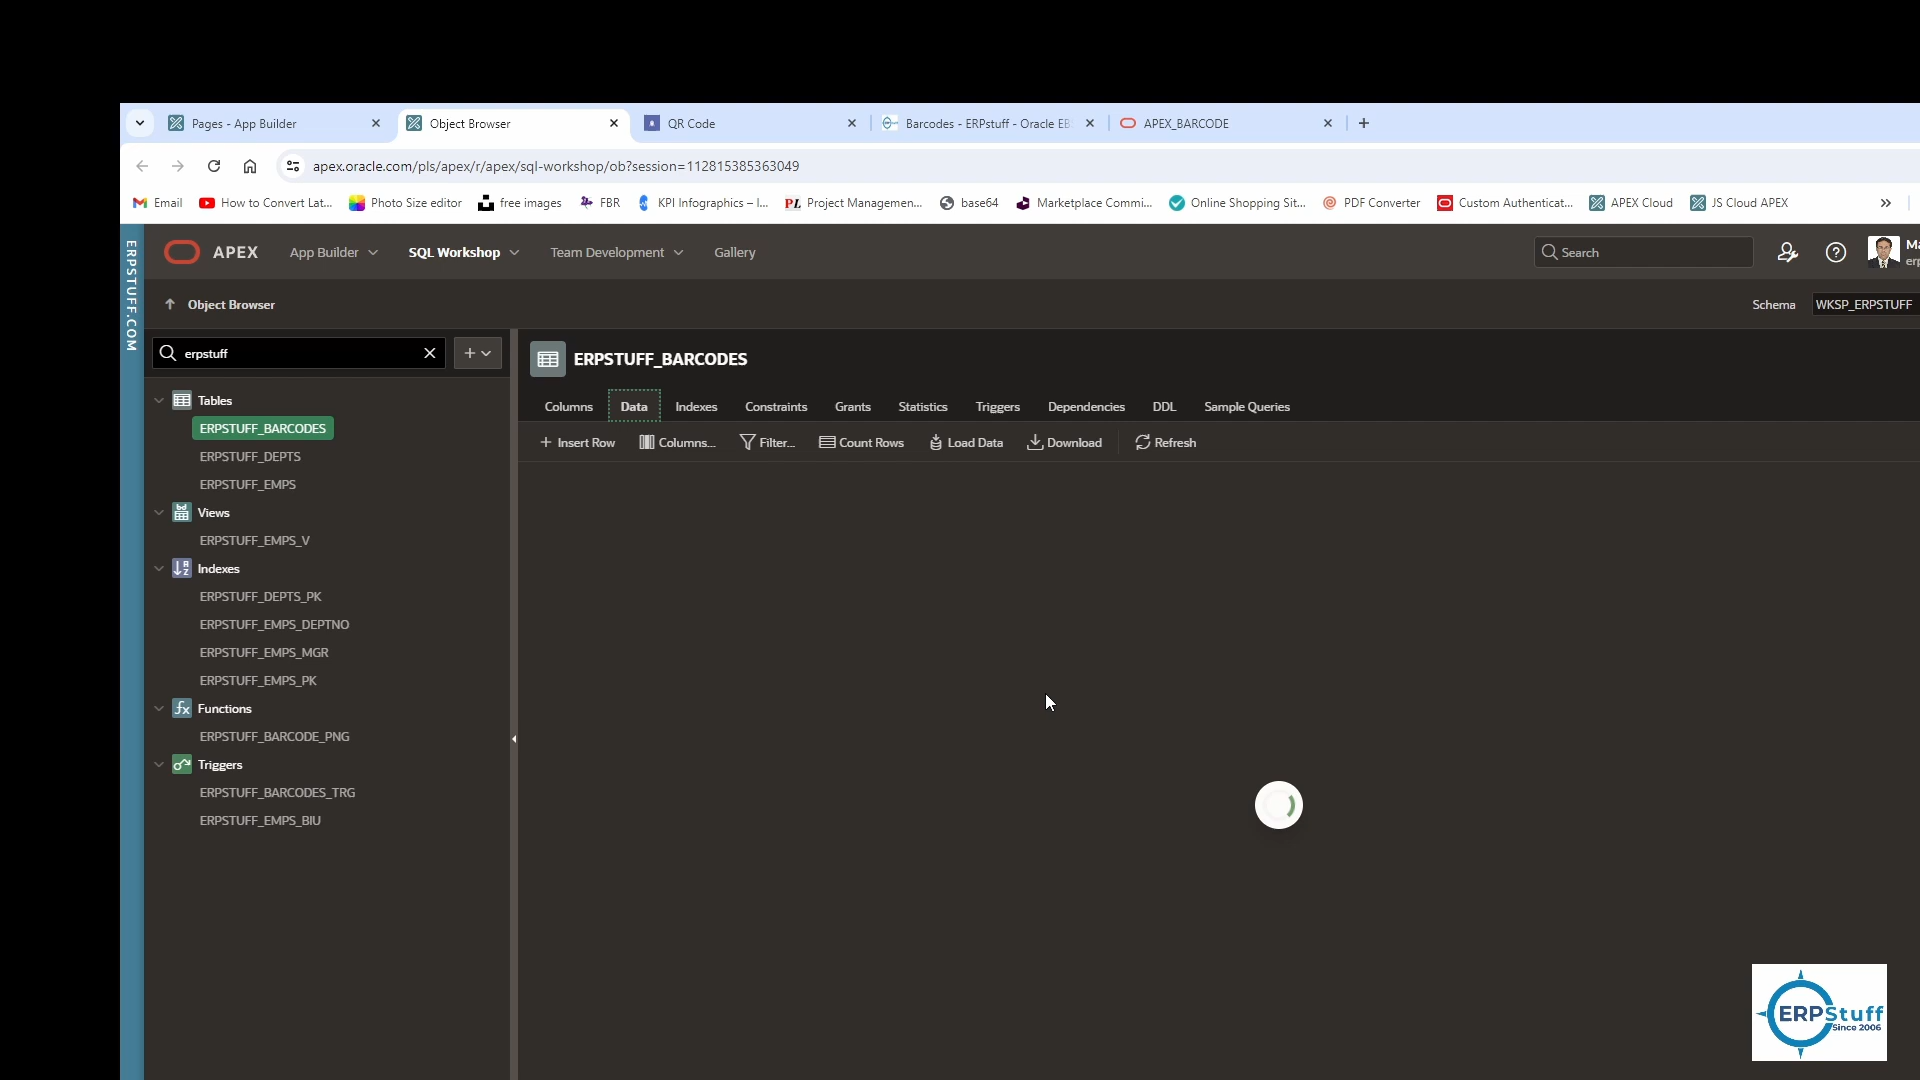 Pages - App Builder
Object Browser
QR Code
Barcodes - ERPstuff - Oracle EB
APEX_BARCODE
apex.oracle.com/pls/apex/r/apex/sql-workshop/ob?session=112815385363049
Email
How to Convert Lat...
Photo Size editor
free images
FBR
KPI Infographics – I...
PL Project Managemen...
base64
Marketplace Commi...
Online Shopping Sit...
PDF Converter
Custom Authenticat...
APEX Cloud
JS Cloud APEX
ERPSTUFF.COM
APEX
App Builder
SQL Workshop
Team Development
Gallery
Search
Ma
erp
Object Browser
Schema
WKSP_ERPSTUFF
erpstuff
ERPSTUFF_BARCODES
Columns
Data
Indexes
Constraints
Grants
Statistics
Triggers
Dependencies
DDL
Sample Queries
Insert Row
Columns...
Filter...
Count Rows
Load Data
Download
Refresh
Tables
ERPSTUFF_BARCODES
ERPSTUFF_DEPTS
ERPSTUFF_EMPS
Views
ERPSTUFF_EMPS_V
Indexes
ERPSTUFF_DEPTS_PK
ERPSTUFF_EMPS_DEPTNO
ERPSTUFF_EMPS_MGR
ERPSTUFF_EMPS_PK
Functions
ERPSTUFF_BARCODE_PNG
Triggers
ERPSTUFF_BARCODES_TRG
ERPSTUFF_EMPS_BIU
ERPStuff
Since 2006